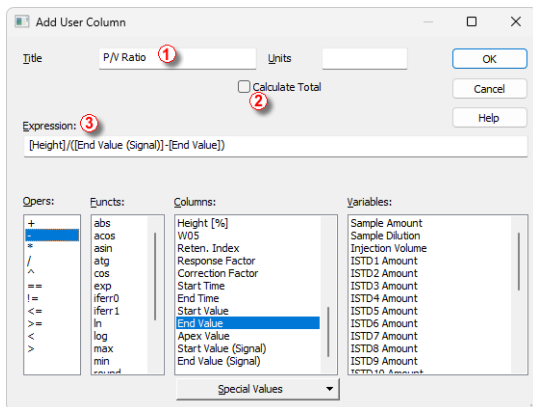 Add User Column
Title P/V Ratio 1 Units OK
Calculate Total Cancel
2
Help
Expression: 3
[Height]/([End Value (Signal)]-[End Value])
Opers: Functs: Columns: Variables:
+ abs Height [%] Sample Amount
- acos W05 Sample Dilution
* asin Reten. Index Injection Volume
/ atg Response Factor ISTD1 Amount
^ cos Correction Factor ISTD2 Amount
== exp Start Time ISTD3 Amount
!= iferr0 End Time ISTD4 Amount
<= iferr1 Start Value ISTD5 Amount
>= ln End Value ISTD6 Amount
< log Apex Value ISTD7 Amount
> max Start Value (Signal) ISTD8 Amount
min End Value (Signal) ISTD9 Amount
round ISTD10 Amount
Special Values